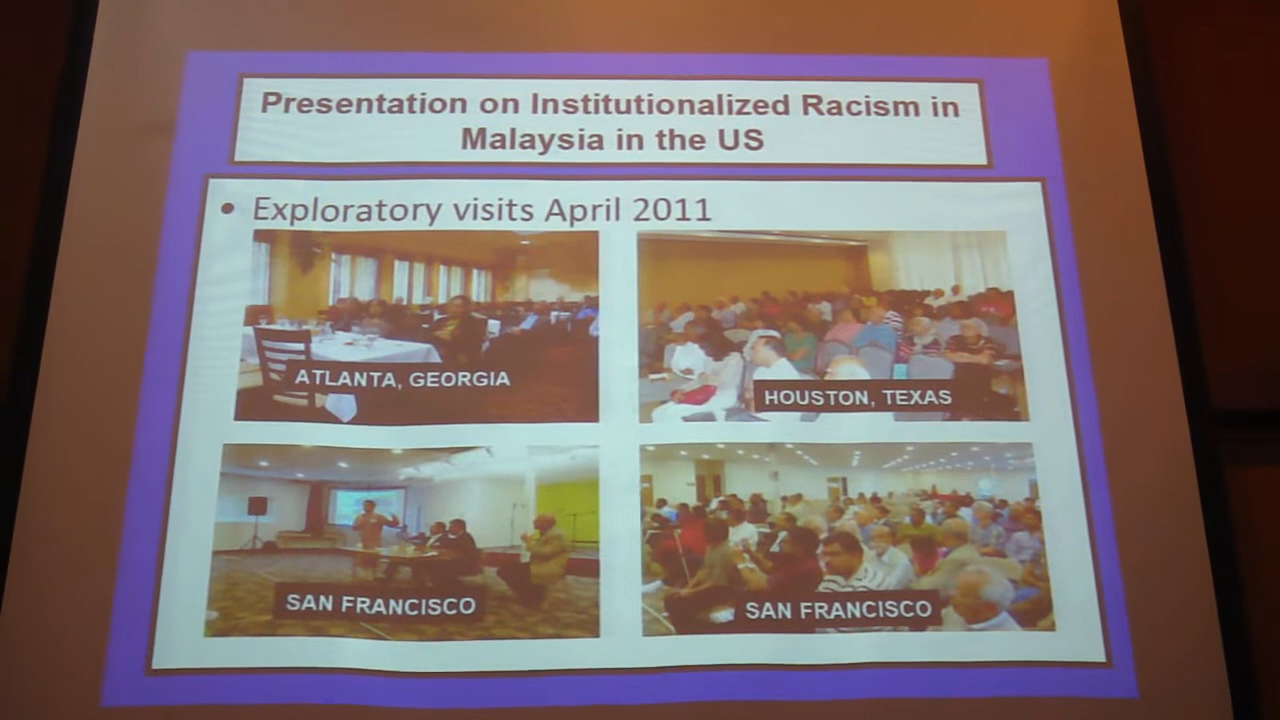 Presentation on Institutionalized Racism in
Malaysia in the US
• Exploratory visits April 2011
ATLANTA, GEORGIA
HOUSTON, TEXAS
SAN FRANCISCO
SAN FRANCISCO